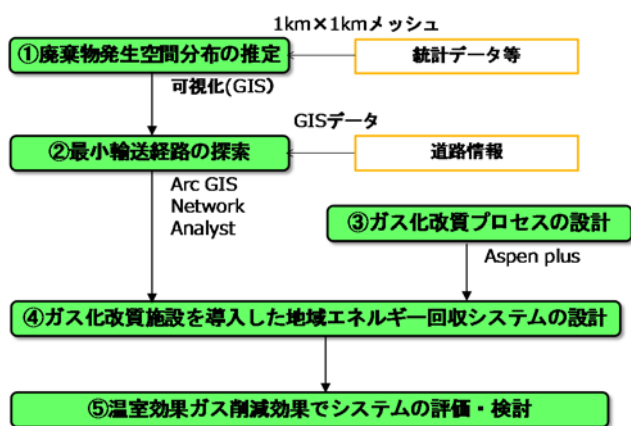 1km×1kmメッシュ
①廃棄物発生空間分布の推定
統計データ等
可視化(GIS)
GISデータ
②最小輸送経路の探索
道路情報
Arc GIS
Network
Analyst
③ガス化改質プロセスの設計
Aspen plus
④ガス化改質施設を導入した地域エネルギー回収システムの設計
⑤温室効果ガス削減効果でシステムの評価・検討